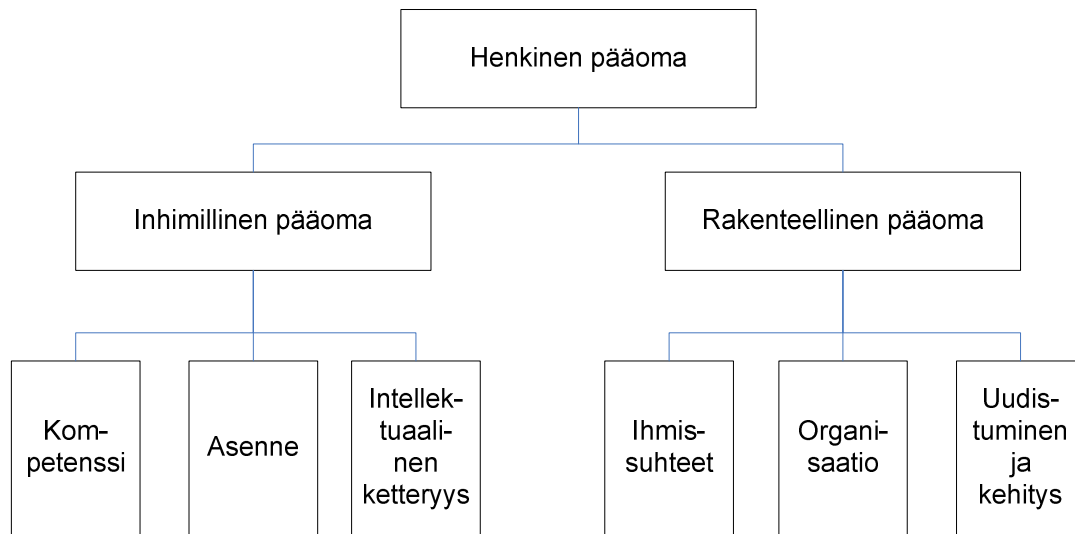 Henkinen pääoma
Inhimillinen pääoma
Rakenteellinen pääoma
Kom-
petenssi
Asenne
Intellek-
tuaali-
nen
ketteryys
Ihmis-
suhteet
Organi-
saatio
Uudis-
tuminen
ja
kehitys